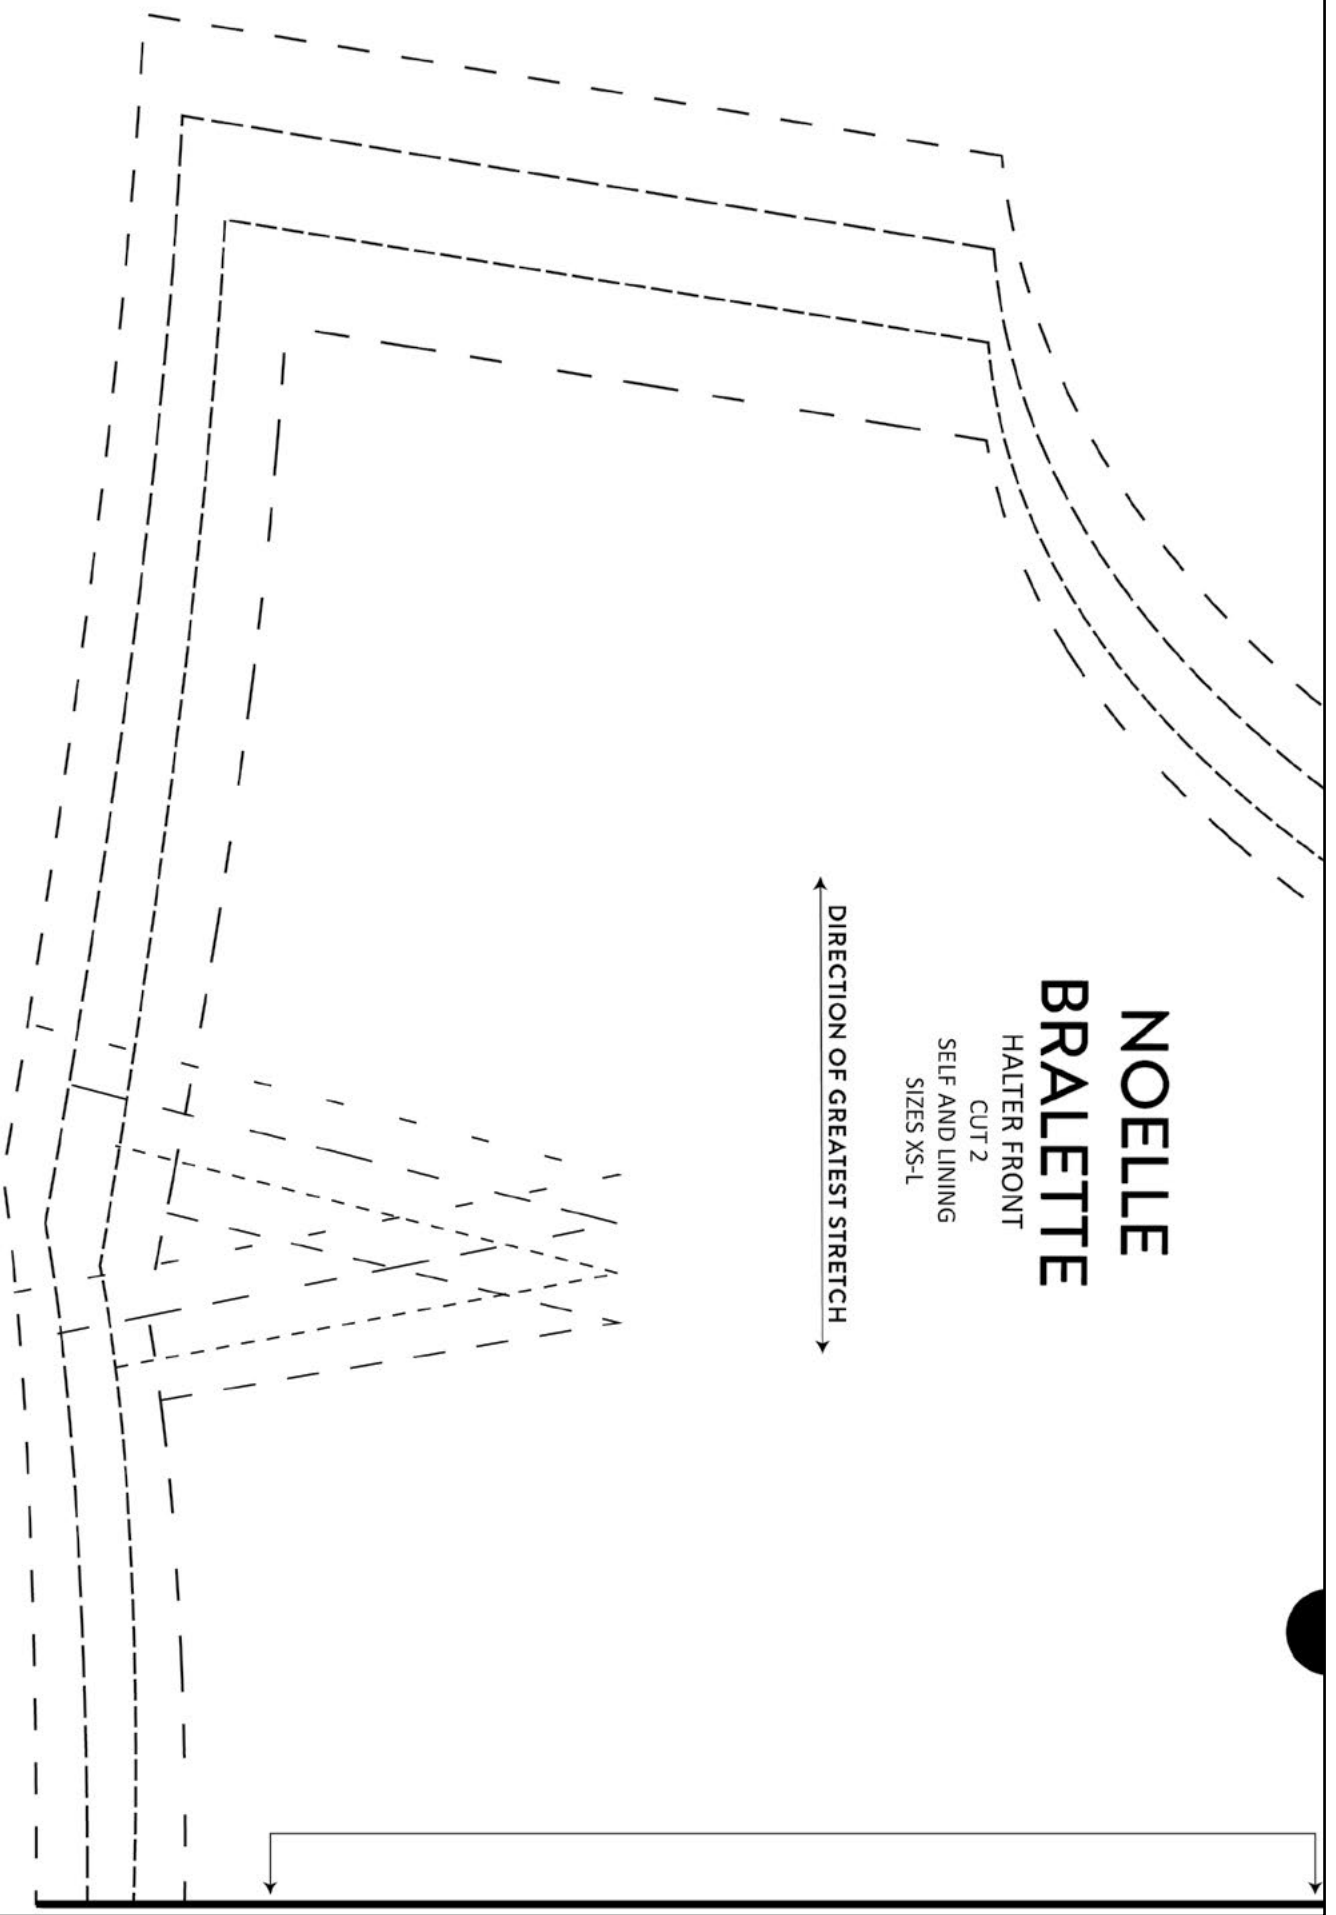 NOELLE
BRALETTE
HALTER FRONT
CUT 2
SELF AND LINING
SIZES XS-L
DIRECTION OF GREATEST STRETCH